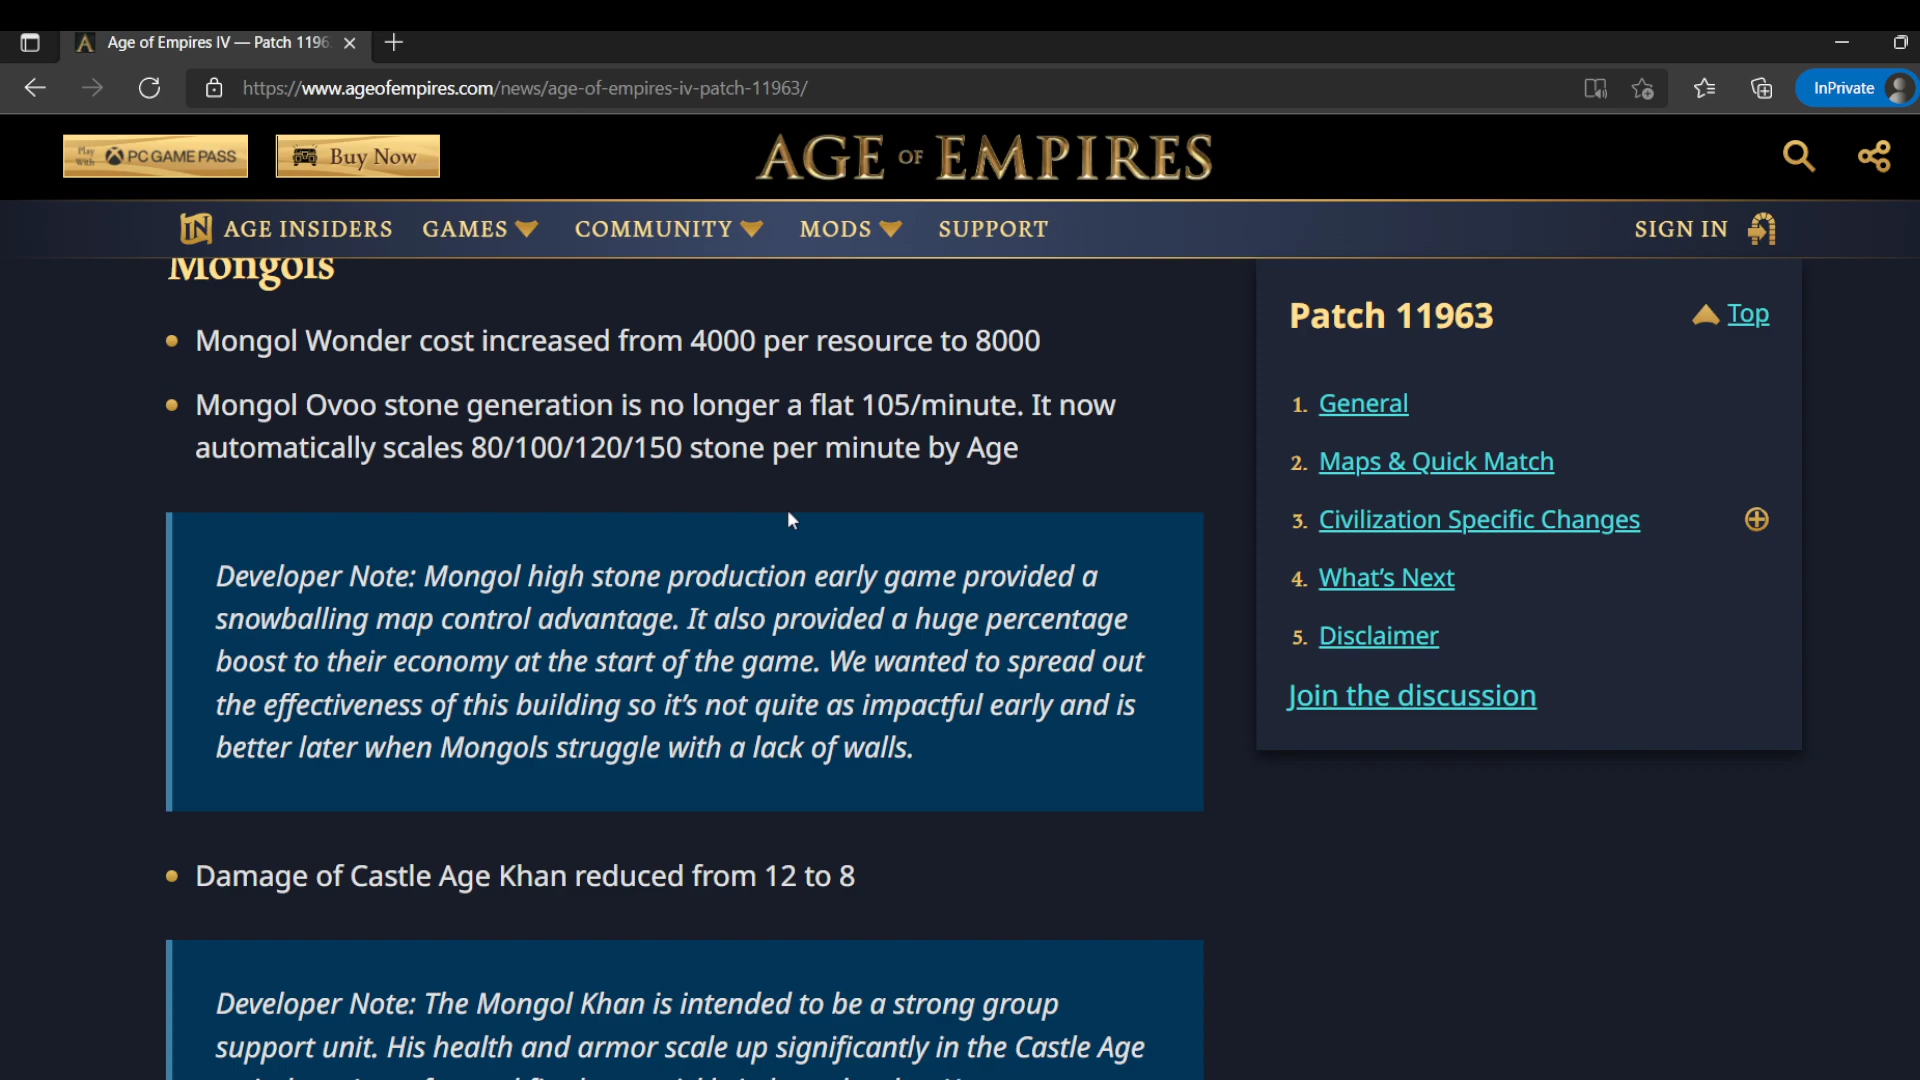 Age of Empires IV — Patch 1196
https://www.ageofempires.com/news/age-of-empires-iv-patch-11963/
InPrivate
Play With PC GAME PASS
Buy Now
AGE OF EMPIRES
IN AGE INSIDERS GAMES COMMUNITY MODS SUPPORT SIGN IN
Mongols
Mongol Wonder cost increased from 4000 per resource to 8000
Mongol Ovoo stone generation is no longer a flat 105/minute. It now
automatically scales 80/100/120/150 stone per minute by Age
Developer Note: Mongol high stone production early game provided a
snowballing map control advantage. It also provided a huge percentage
boost to their economy at the start of the game. We wanted to spread out
the effectiveness of this building so it's not quite as impactful early and is
better later when Mongols struggle with a lack of walls.
Damage of Castle Age Khan reduced from 12 to 8
Developer Note: The Mongol Khan is intended to be a strong group
support unit. His health and armor scale up significantly in the Castle Age
Patch 11963
Top
1. General
2. Maps & Quick Match
3. Civilization Specific Changes
4. What's Next
5. Disclaimer
Join the discussion